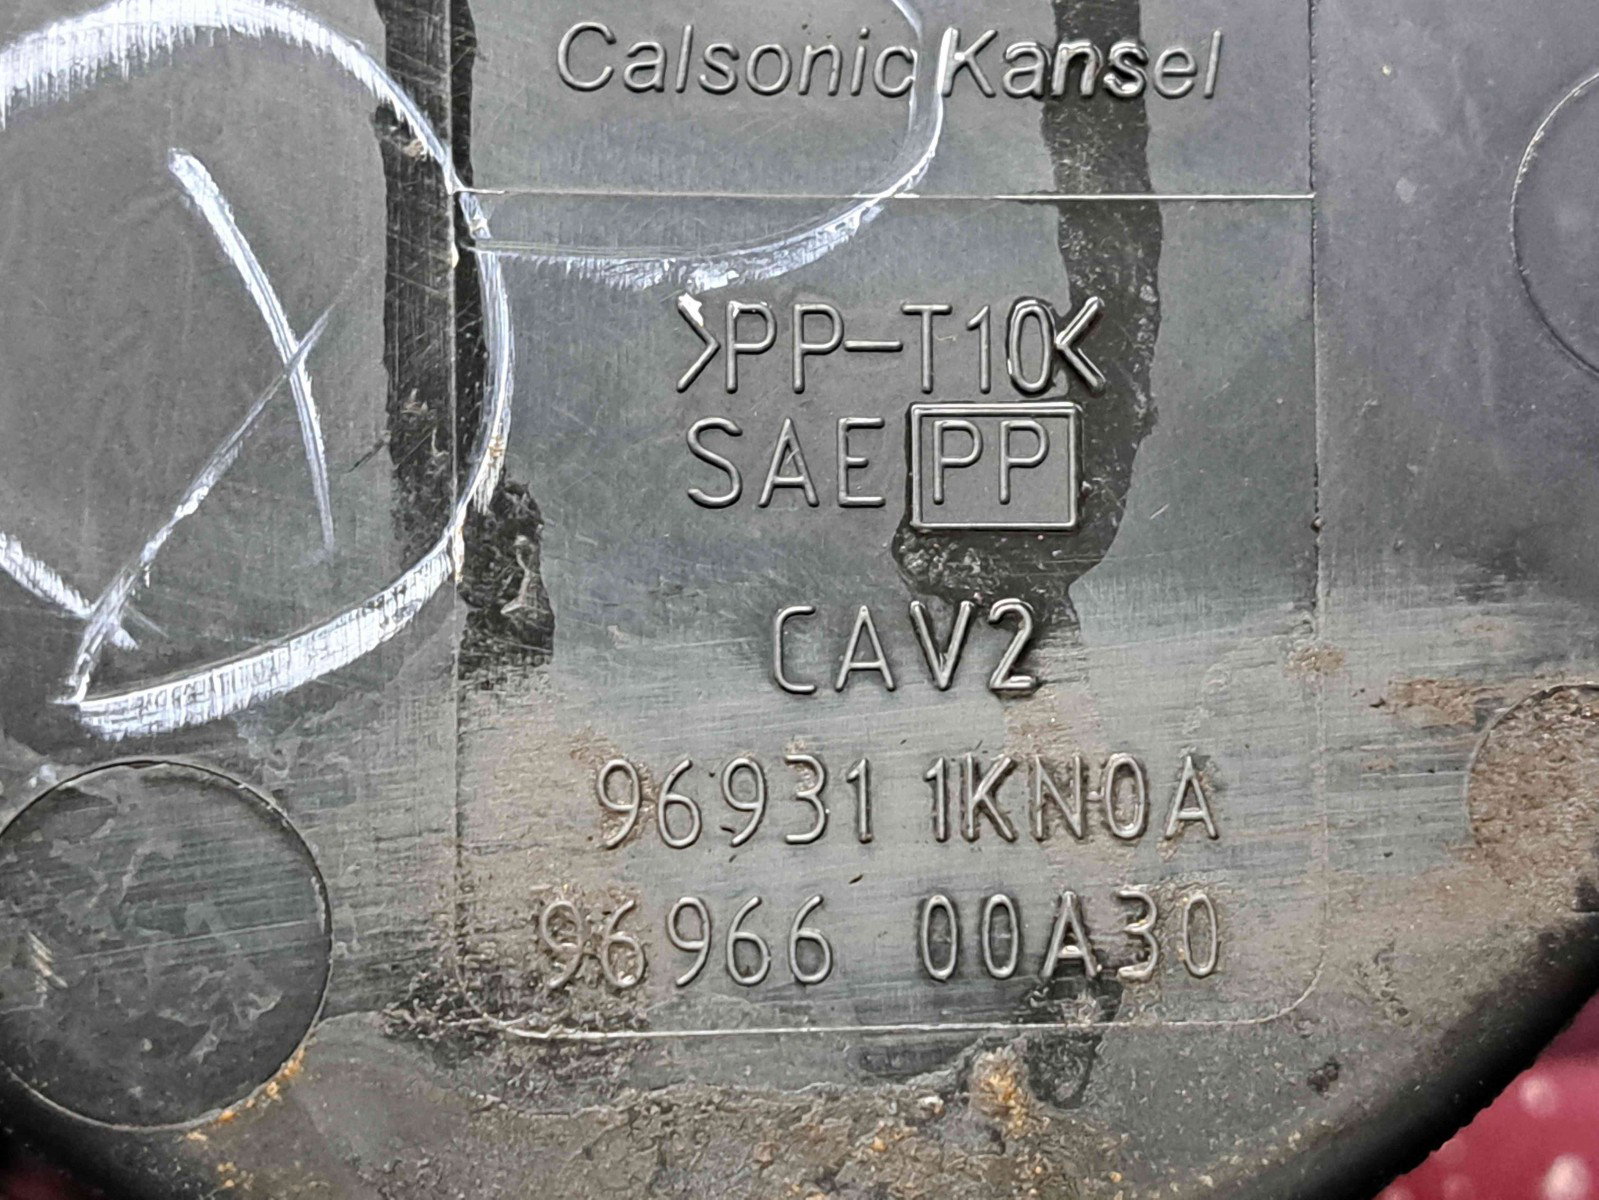 Calsonic Kansei
>PP-T10<
SAE PP
CAV2
96931 1KN0A
96966 00A30